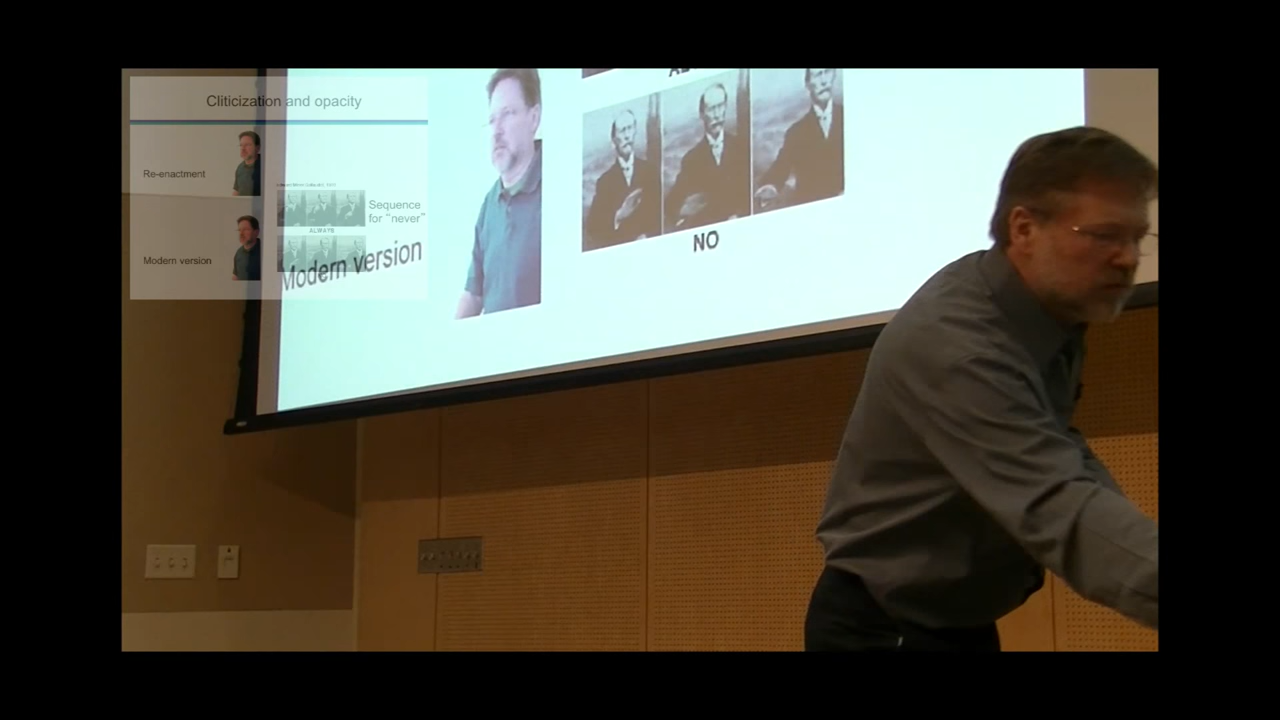 Cliticization and opacity
Re-enactment
Sequence
for “never”
ALWAYS
Modern version
Modern version
NO